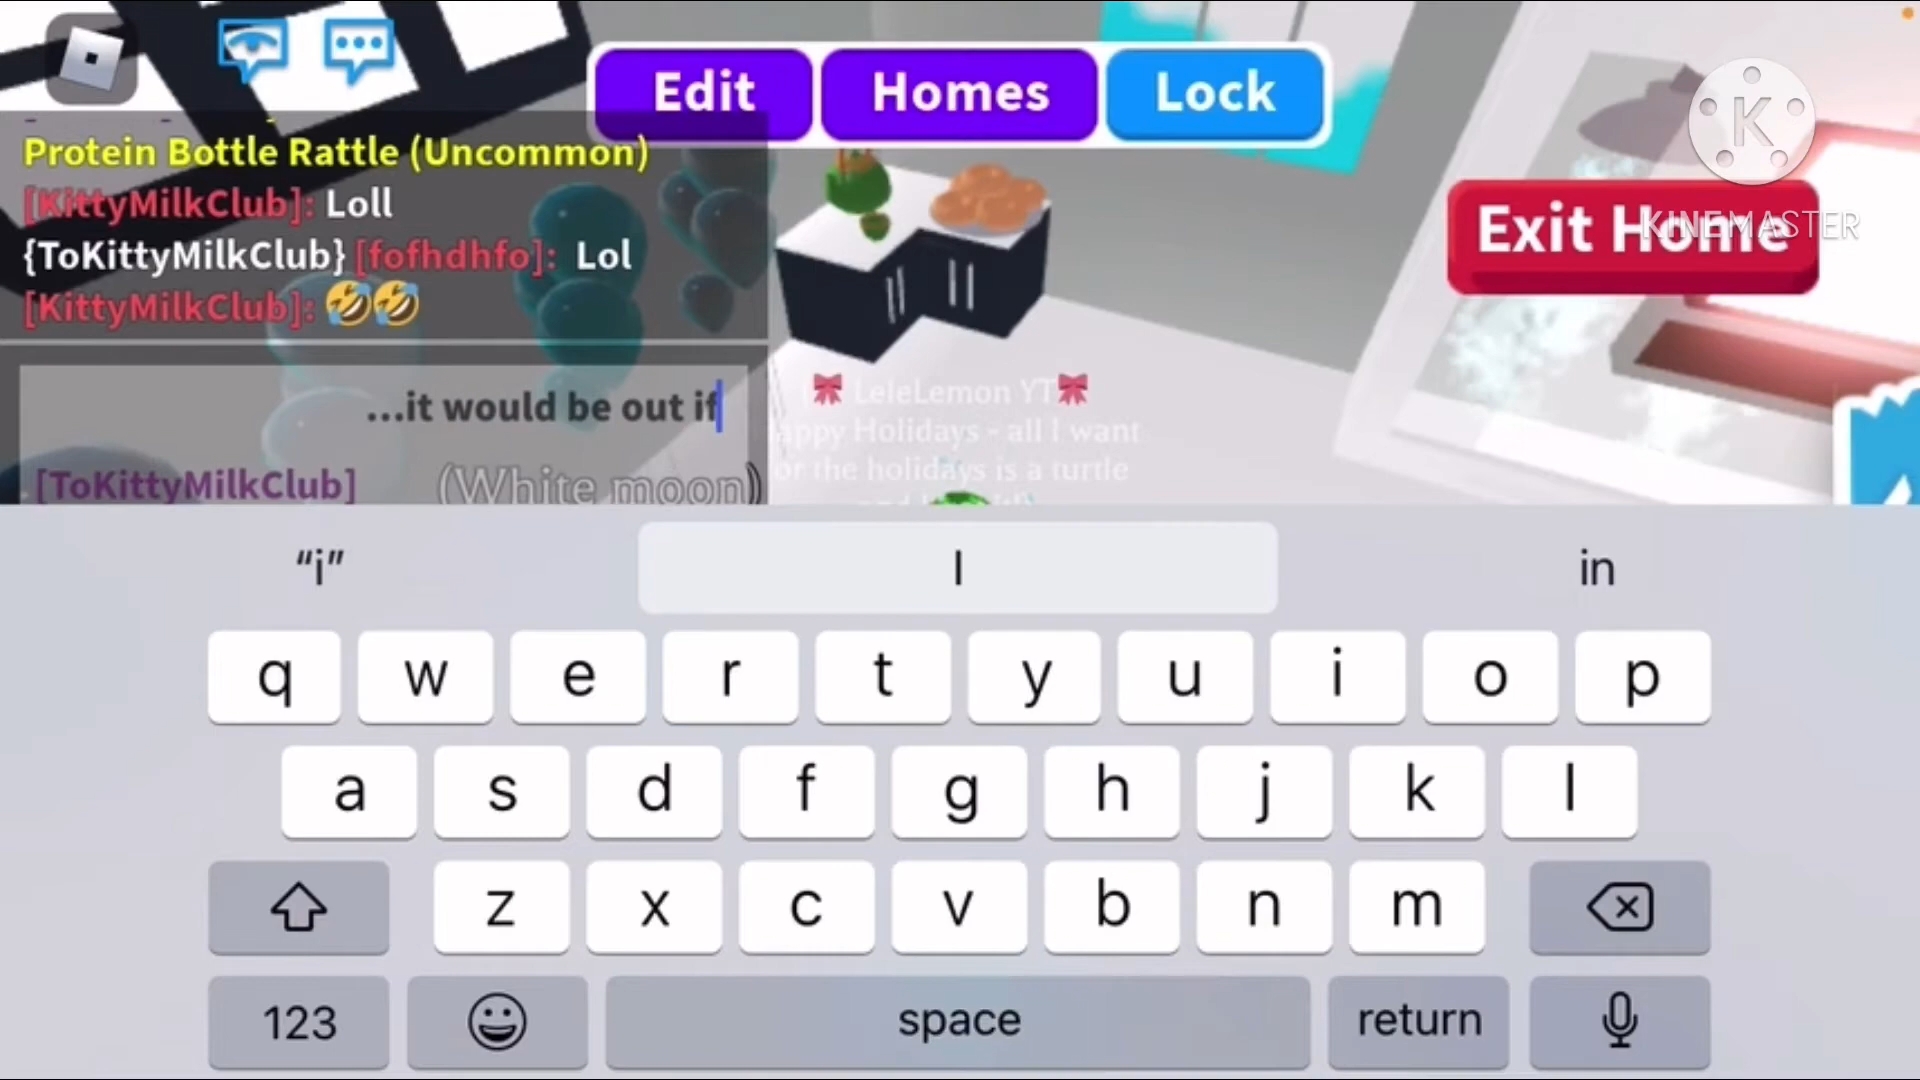 Edit Homes Lock
Protein Bottle Rattle (Uncommon)
[KittyMilkClub]: Loll
{ToKittyMilkClub} [fofhdhfo]: Lol
[KittyMilkClub]: 🤣🤣
Exit Home
KINEMASTER
...it would be out if
[ToKittyMilkClub] (White moon)
🎀 LeleLemon YT🎀
appy Holidays - all I want
or the holidays is a turtle
“i” I in
q w e r t y u i o p
a s d f g h j k l
z x c v b n m
123 space return